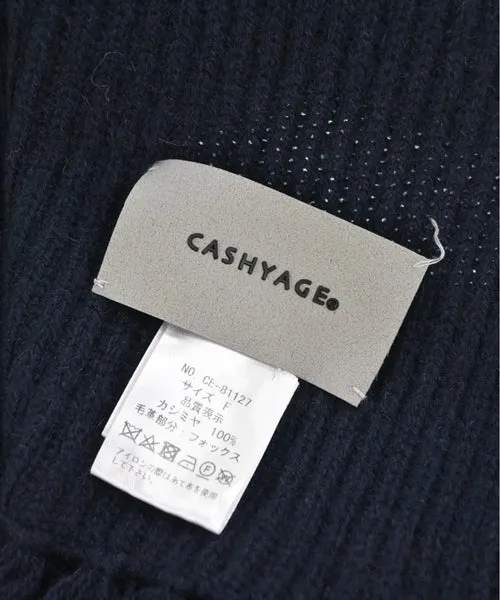 CASHYAGE®
NO CE-81127
サイズ F
品質表示
カシミヤ 100%
毛革部分：フォックス
アイロンの際はあて布を使用
して下さい。